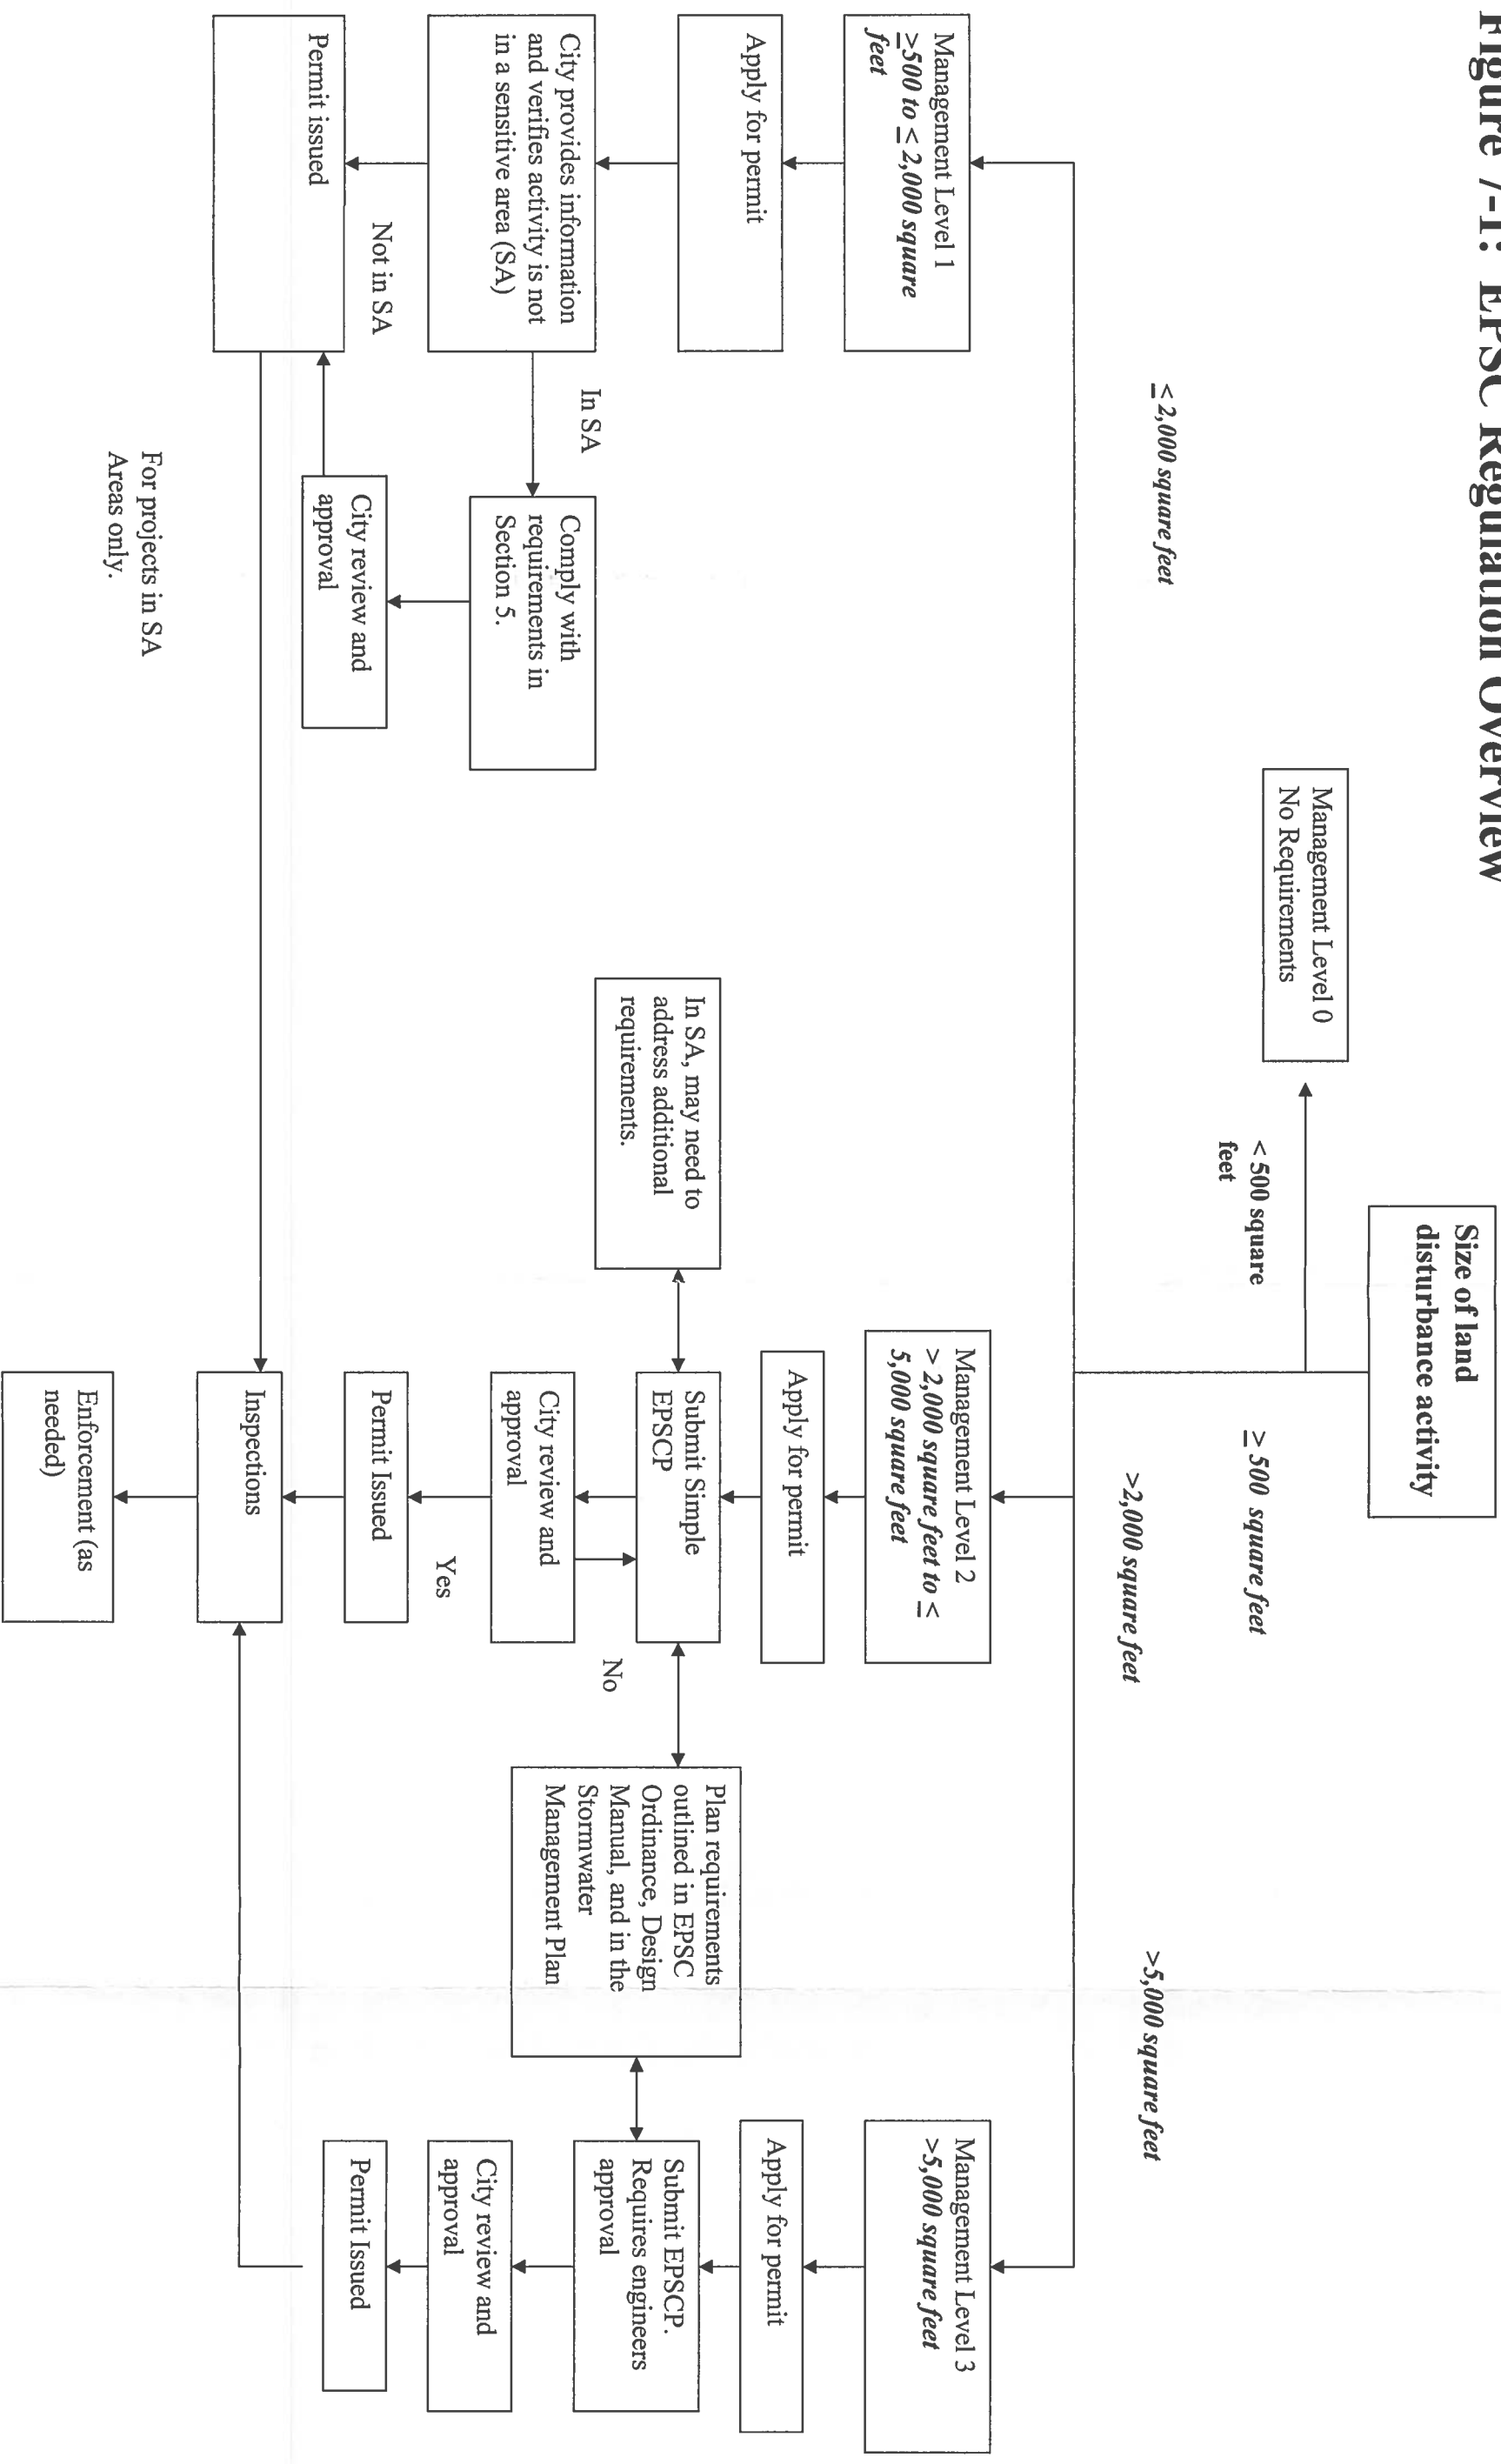 Figure 7-1: EPSC Regulation Overview
Size of land
disturbance activity
Management Level 0
No Requirements
< 500 square
feet
≥ 500 square feet
≤ 2,000 square feet
>2,000 square feet
>5,000 square feet
Management Level 1
≥500 to ≤ 2,000 square
feet
Apply for permit
City provides information
and verifies activity is not
in a sensitive area (SA)
In SA
Comply with
requirements in
Section 5.
City review and
approval
Not in SA
Permit issued
For projects in SA
Areas only.
Management Level 2
> 2,000 square feet to ≤
5,000 square feet
Apply for permit
In SA, may need to
address additional
requirements.
Submit Simple
EPSCP
No
City review and
approval
Yes
Permit Issued
Inspections
Enforcement (as
needed)
Plan requirements
outlined in EPSC
Ordinance, Design
Manual, and in the
Stormwater
Management Plan
Management Level 3
>5,000 square feet
Apply for permit
Submit EPSCP.
Requires engineers
approval
City review and
approval
Permit Issued